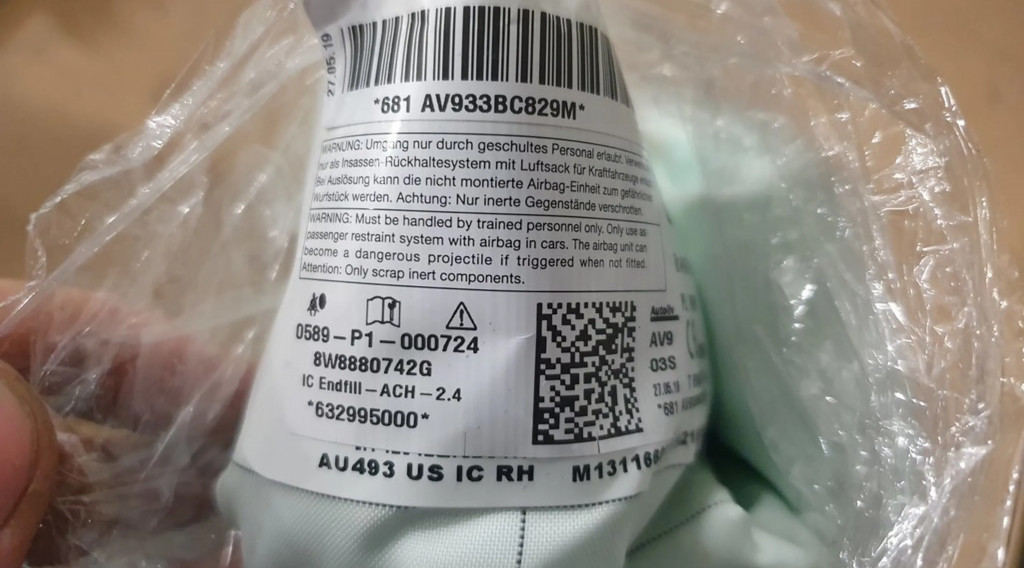 27.05.19
*681 AV933BC829M*
WARNUNG: Umgang nur durch geschultes Personal erlaubt.
nur als Insassen-Rückhaltesystem mit Luftsack für Kraftfahrzeuge
Bei Auslösung kann die nicht montierte Airbag-Einheit zum
Wurfstück werden. Achtung: Nur inerte Gegenstände verschrotten.
WARNING: Must be handled by trained personnel only. Only use as
passenger restraint system with airbag in cars. The airbag unit can
become a dangerous projectile if triggered when not fitted.
Attention: Only scrap inert components.
0589-P1-000724
8W8880742G
IC Endfill-ACH-2.4
*632995000*
Autoliv
AV9
03S
27.05.19
*681
AU493 US IC RH M13116